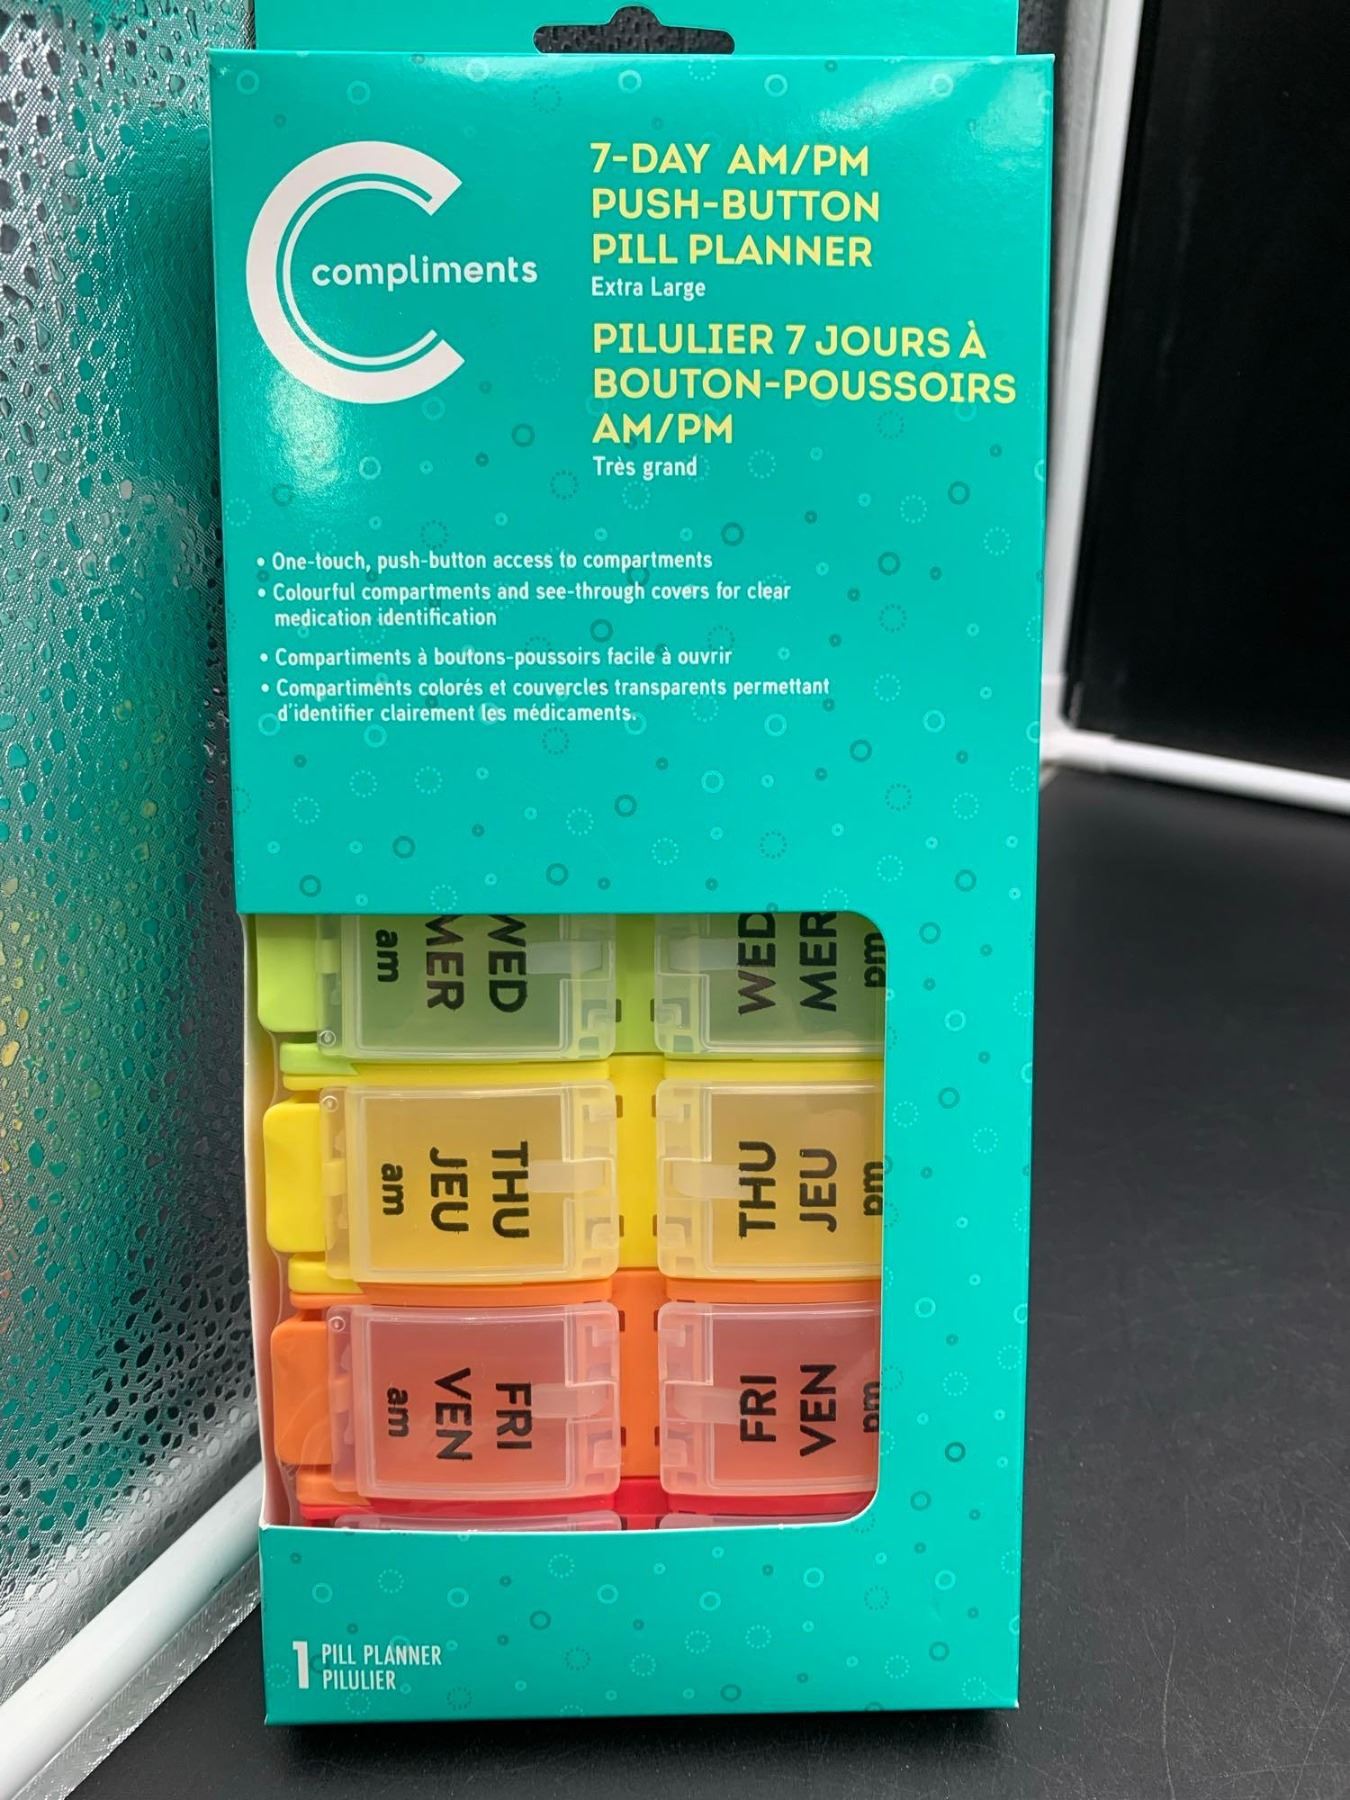 compliments
7-DAY AM/PM
PUSH-BUTTON
PILL PLANNER
Extra Large
PILULIER 7 JOURS À
BOUTON-POUSSOIRS
AM/PM
Très grand
• One-touch, push-button access to compartments
• Colourful compartments and see-through covers for clear
medication identification
• Compartiments à boutons-poussoirs facile à ouvrir
• Compartiments colorés et couvercles transparents permettant
d'identifier clairement les médicaments.
WED
MER
am
WED
MER
pm
THU
JEU
am
THU
JEU
pm
FRI
VEN
am
FRI
VEN
pm
1 PILL PLANNER
PILULIER